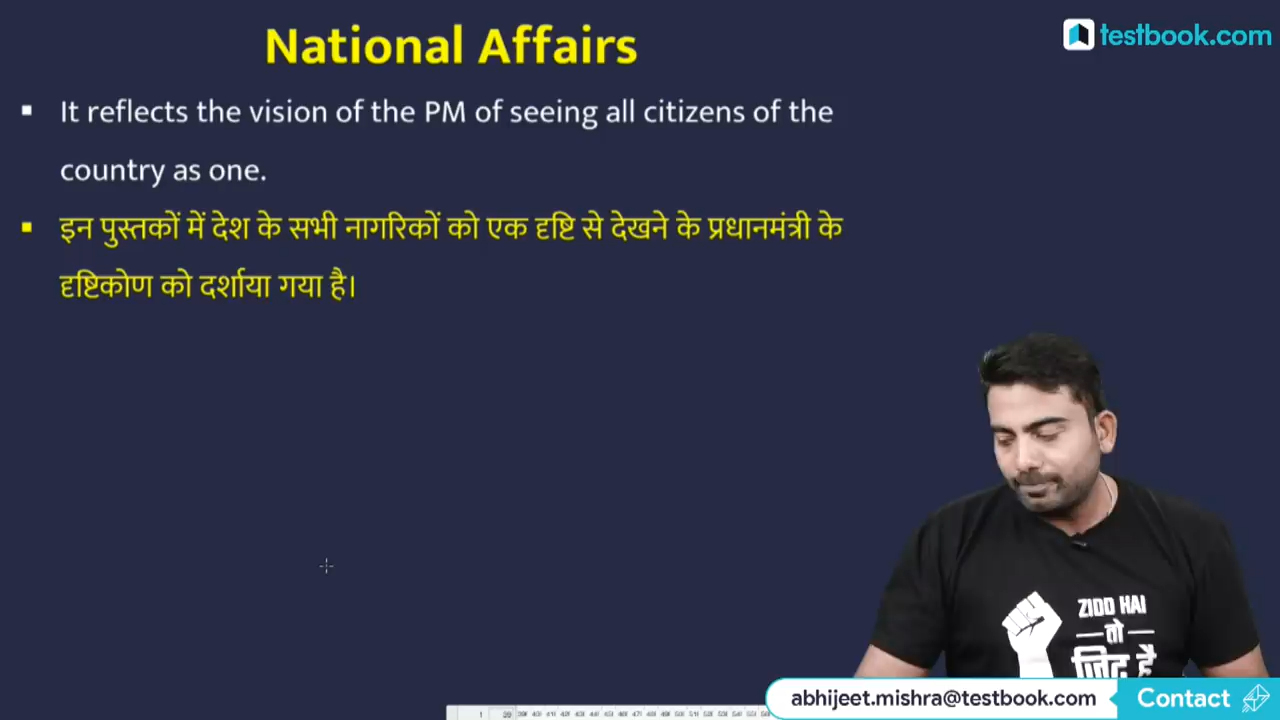 National Affairs
testbook.com
▪ It reflects the vision of the PM of seeing all citizens of the
country as one.
▪ इन पुस्तकों में देश के सभी नागरिकों को एक दृष्टि से देखने के प्रधानमंत्री के
दृष्टिकोण को दर्शाया गया है।
ZIDD HAI
तो
ज़िद है
abhijeet.mishra@testbook.com Contact